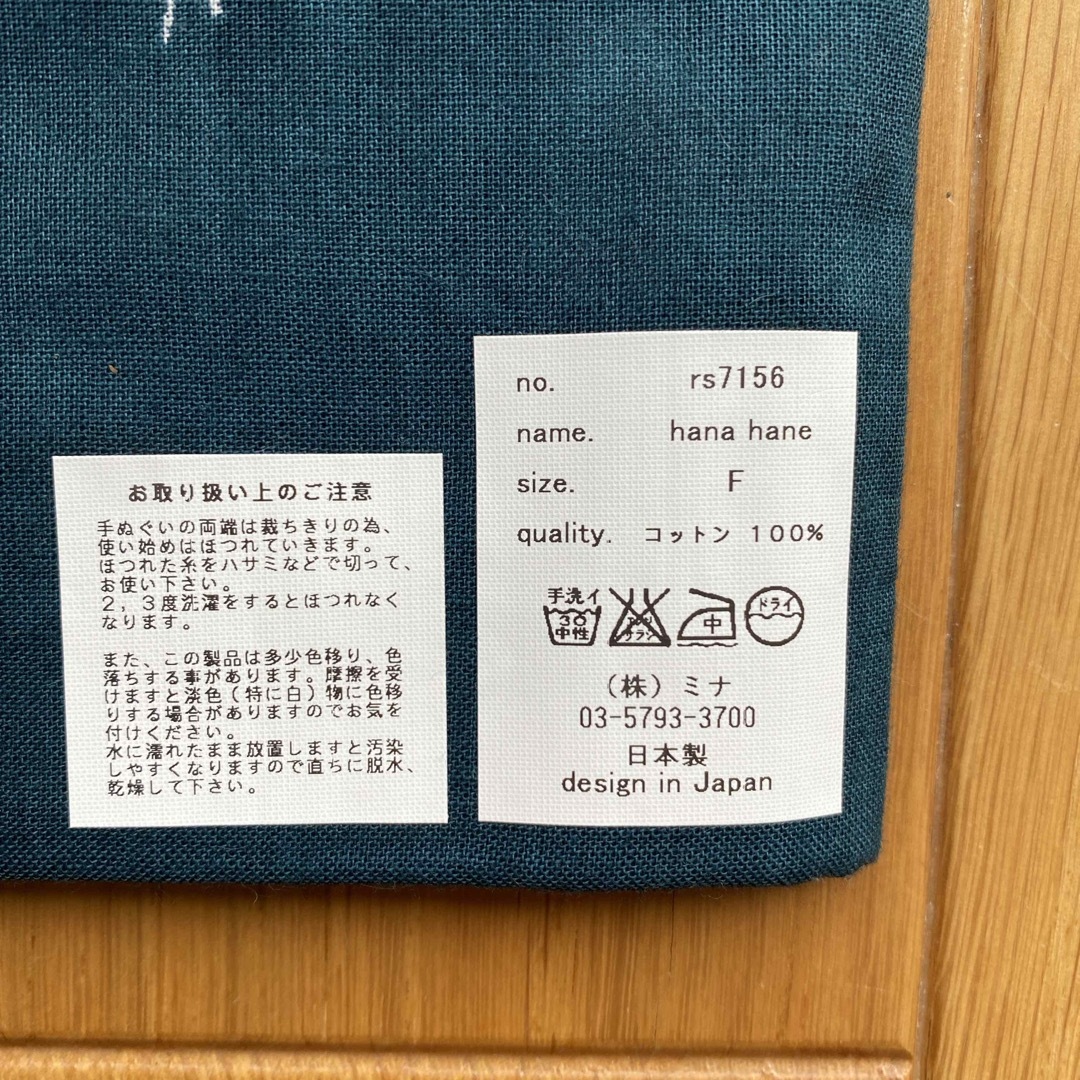 お取り扱い上のご注意
手ぬぐいの両端は裁ちきりの為、
使い始めはほつれていきます。
ほつれた糸をハサミなどで切って、
お使い下さい。
２，３度洗濯をするとほつれなく
なります。
また、この製品は多少色移り、色
落ちする事があります。摩擦を受
けますと淡色（特に白）物に色移
りする場合がありますのでお気を
付けください。
水に濡れたまま放置しますと汚染
しやすくなりますので直ちに脱水、
乾燥して下さい。
no. rs7156
name. hana hane
size. F
quality. コットン 100%
手洗イ
30
中性
サラシ
中
ドライ
（株）ミナ
03-5793-3700
日本製
design in Japan